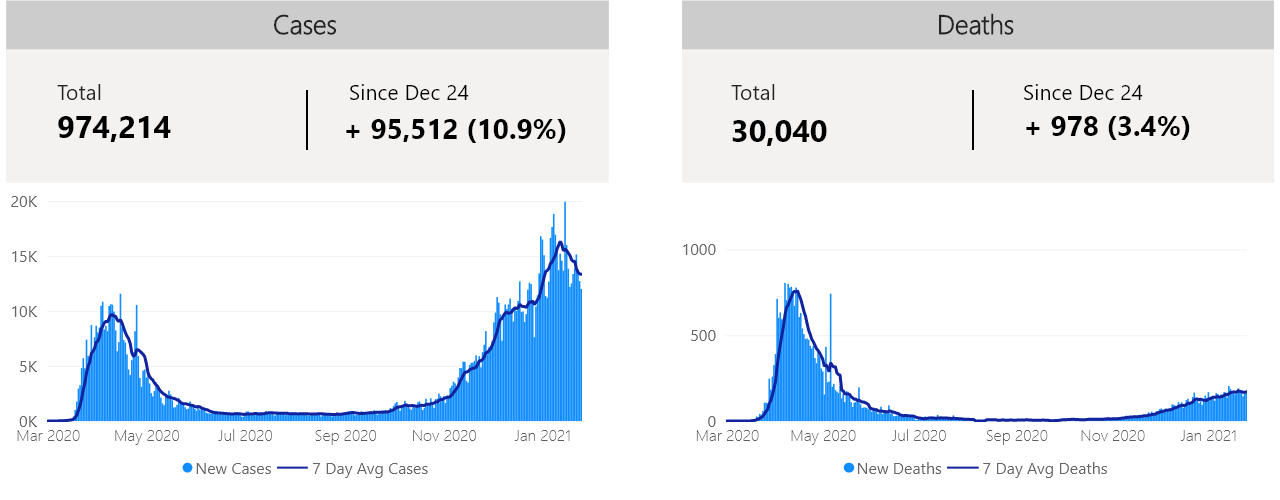 Cases
Total
974,214
Since Dec 24
+ 95,512 (10.9%)
20K
15K
10K
5K
0K
Mar 2020 May 2020 Jul 2020 Sep 2020 Nov 2020 Jan 2021
New Cases 7 Day Avg Cases
Deaths
Total
30,040
Since Dec 24
+ 978 (3.4%)
1000
500
0
Mar 2020 May 2020 Jul 2020 Sep 2020 Nov 2020 Jan 2021
New Deaths 7 Day Avg Deaths